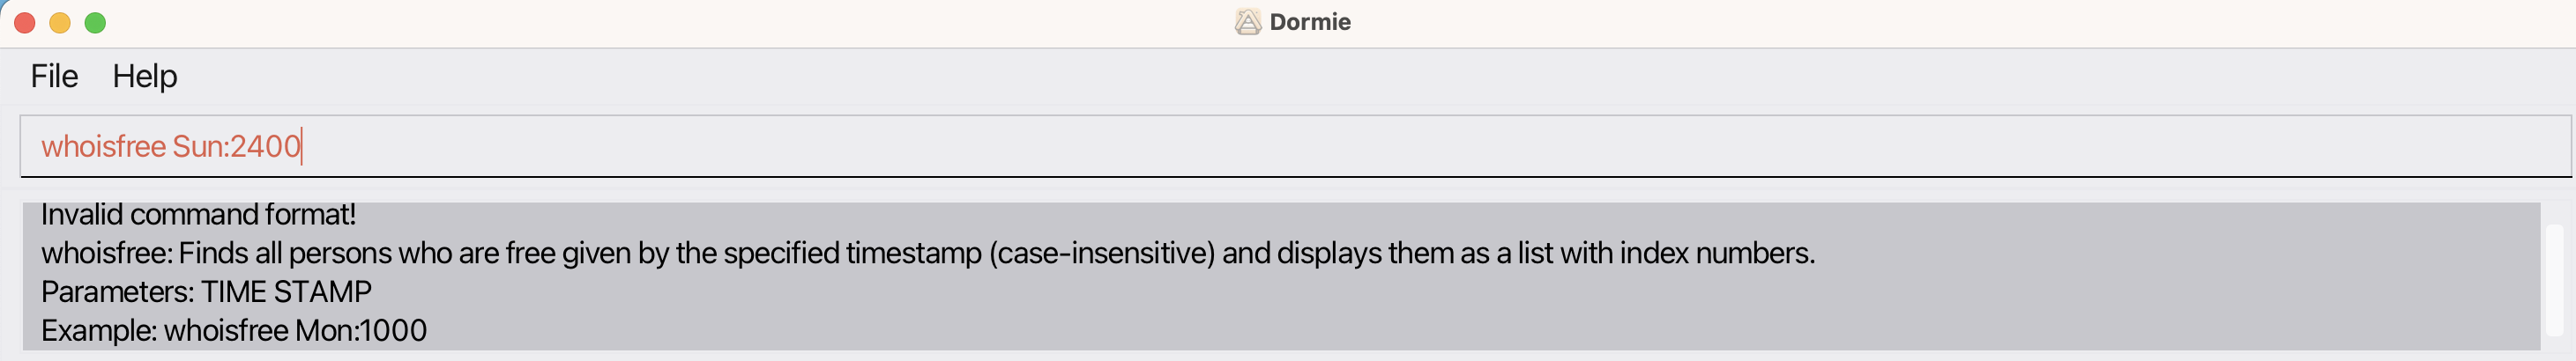 Dormie
File Help
whoisfree Sun:2400
Invalid command format!
whoisfree: Finds all persons who are free given by the specified timestamp (case-insensitive) and displays them as a list with index numbers.
Parameters: TIME STAMP
Example: whoisfree Mon:1000